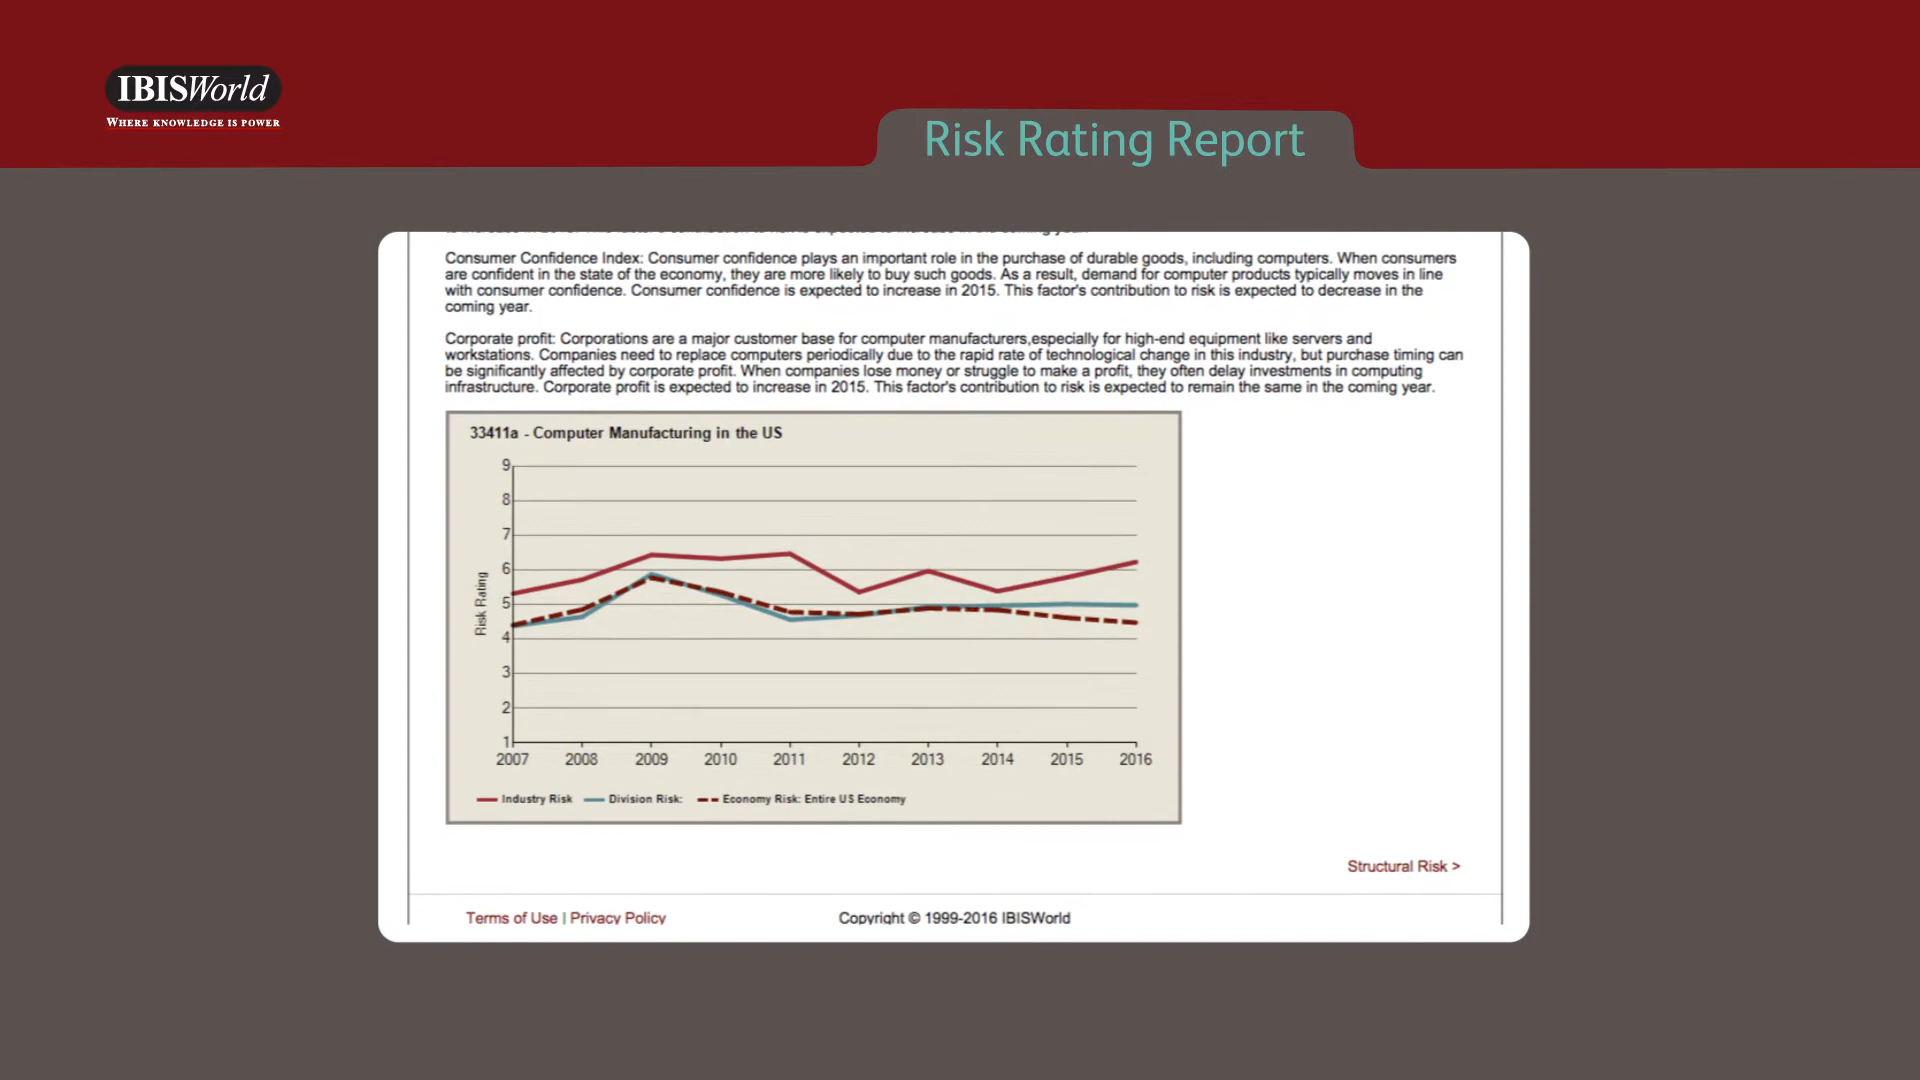 IBISWorld
WHERE KNOWLEDGE IS POWER
Risk Rating Report
Consumer Confidence Index: Consumer confidence plays an important role in the purchase of durable goods, including computers. When consumers
are confident in the state of the economy, they are more likely to buy such goods. As a result, demand for computer products typically moves in line
with consumer confidence. Consumer confidence is expected to increase in 2015. This factor's contribution to risk is expected to decrease in the
coming year.
Corporate profit: Corporations are a major customer base for computer manufacturers,especially for high-end equipment like servers and
workstations. Companies need to replace computers periodically due to the rapid rate of technological change in this industry, but purchase timing can
be significantly affected by corporate profit. When companies lose money or struggle to make a profit, they often delay investments in computing
infrastructure. Corporate profit is expected to increase in 2015. This factor's contribution to risk is expected to remain the same in the coming year.
33411a - Computer Manufacturing in the US
9
8
7
6
5
4
3
2
1
Risk Rating
2007 2008 2009 2010 2011 2012 2013 2014 2015 2016
Industry Risk Division Risk: Economy Risk: Entire US Economy
Structural Risk >
Terms of Use | Privacy Policy Copyright © 1999-2016 IBISWorld